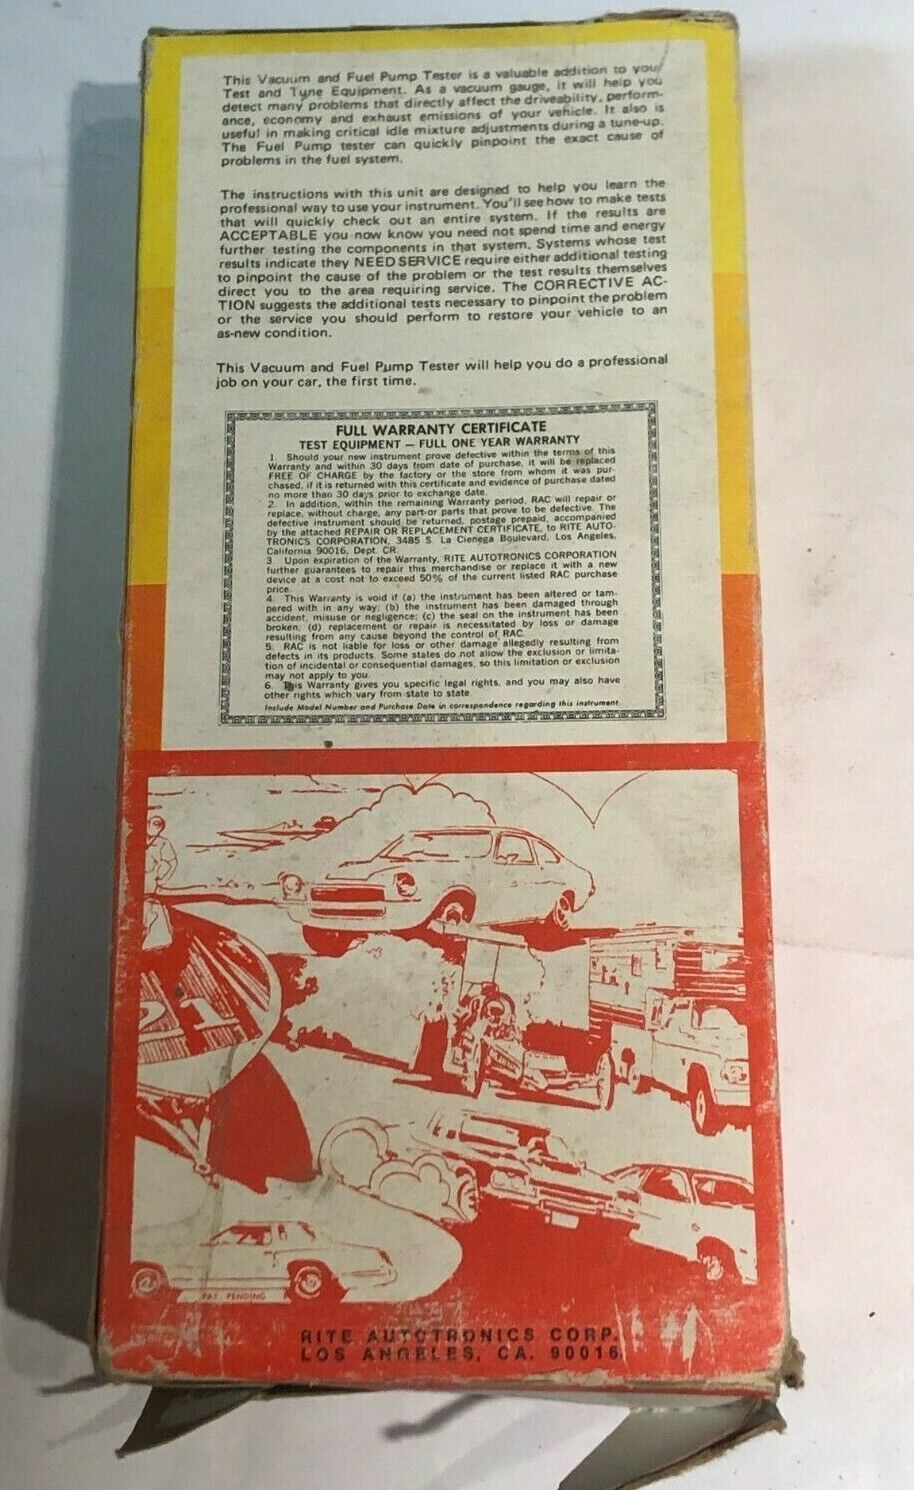 This Vacuum and Fuel Pump Tester is a valuable addition to your
Test and Tune Equipment. As a vacuum gauge, it will help you
detect many problems that directly affect the driveability, perform-
ance, economy and exhaust emissions of your vehicle. It also is
useful in making critical idle mixture adjustments during a tune-up.
The Fuel Pump tester can quickly pinpoint the exact cause of
problems in the fuel system.
The instructions with this unit are designed to help you learn the
professional way to use your instrument. You'll see how to make tests
that will quickly check out an entire system. If the results are
ACCEPTABLE you now know you need not spend time and energy
further testing the components in that system. Systems whose test
results indicate they NEED SERVICE require either additional testing
to pinpoint the cause of the problem or the test results themselves
direct you to the area requiring service. The CORRECTIVE AC-
TION suggests the additional tests necessary to pinpoint the problem
or the service you should perform to restore your vehicle to an
as-new condition.
This Vacuum and Fuel Pump Tester will help you do a professional
job on your car, the first time.
FULL WARRANTY CERTIFICATE
TEST EQUIPMENT – FULL ONE YEAR WARRANTY
1. Should your new instrument prove defective within the terms of this
Warranty and within 30 days from date of purchase, it will be replaced
FREE OF CHARGE by the factory or the store from whom it was pur-
chased, if it is returned with this certificate and evidence of purchase dated
no more than 30 days prior to exchange date.
2. In addition, within the remaining Warranty period, RAC will repair or
replace, without charge, any part or parts that prove to be defective. The
defective instrument should be returned, postage prepaid, accompanied
by the attached REPAIR OR REPLACEMENT CERTIFICATE, to RITE AUTO-
TRONICS CORPORATION, 3485 S. La Cienega Boulevard, Los Angeles,
California 90016, Dept. CR.
3. Upon expiration of the Warranty, RITE AUTOTRONICS CORPORATION
further guarantees to repair this merchandise or replace it with a new
device at a cost not to exceed 50% of the current listed RAC purchase
price.
4. This Warranty is void if (a) the instrument has been altered or tam-
pered with in any way; (b) the instrument has been damaged through
accident, misuse or negligence; (c) the seal on the instrument has been
broken; (d) replacement or repair is necessitated by loss or damage
resulting from any cause beyond the control of RAC.
5. RAC is not liable for loss or other damage allegedly resulting from
defects in its products. Some states do not allow the exclusion or limita-
tion of incidental or consequential damages, so this limitation or exclusion
may not apply to you.
6. This Warranty gives you specific legal rights, and you may also have
other rights which vary from state to state.
Include Model Number and Purchase Date in correspondence regarding this instrument.
21
PAT. PENDING
RITE AUTOTRONICS CORP.
LOS ANGELES, CA. 90016